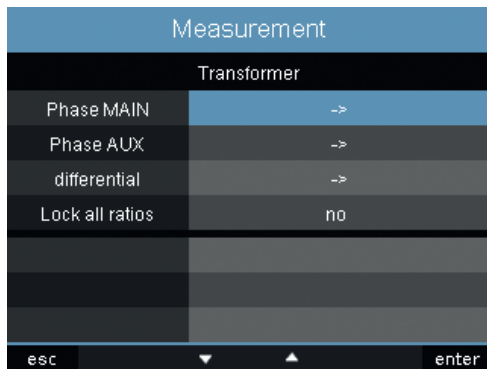 Measurement
Transformer
Phase MAIN ->
Phase AUX ->
differential ->
Lock all ratios no
esc ▼ ▲ enter